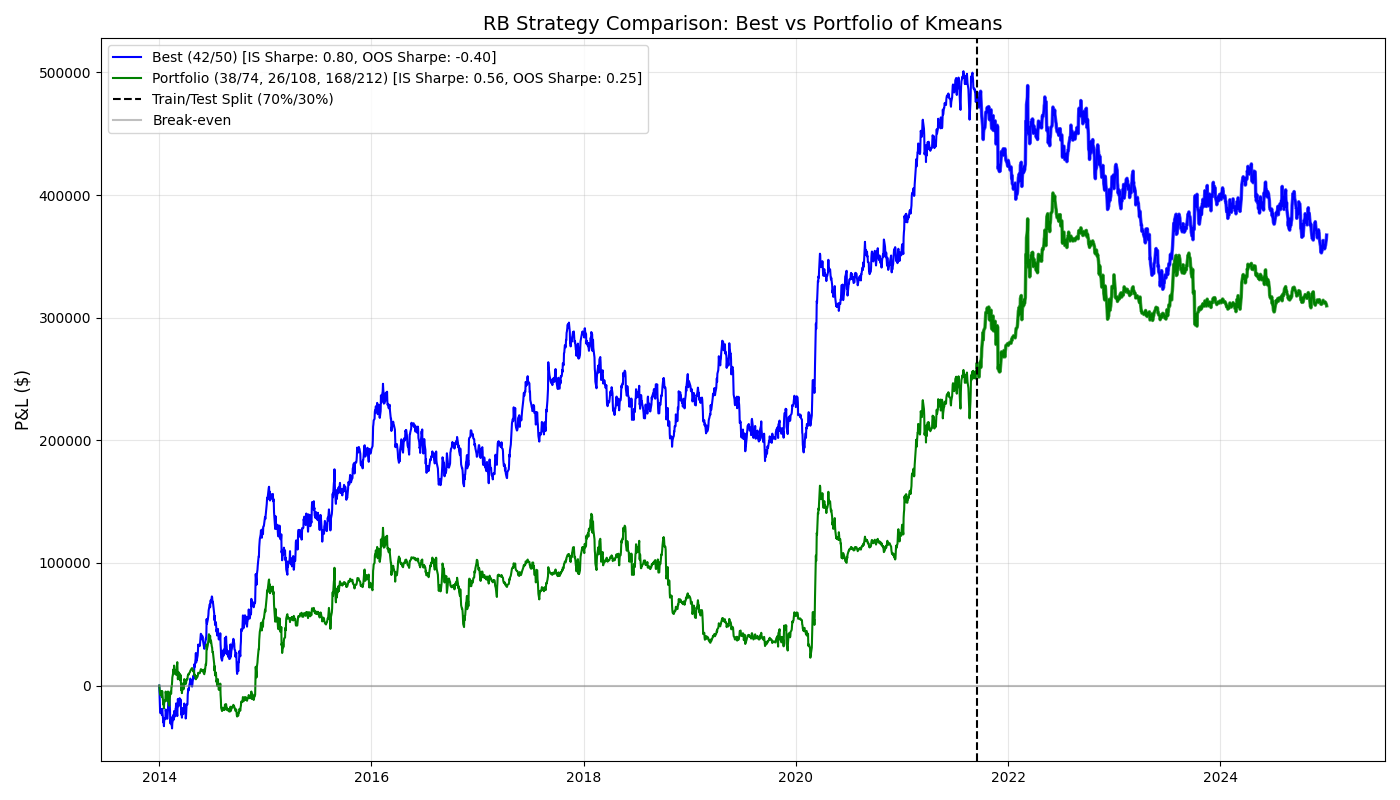 RB Strategy Comparison: Best vs Portfolio of Kmeans
Best (42/50) [IS Sharpe: 0.80, OOS Sharpe: -0.40]
Portfolio (38/74, 26/108, 168/212) [IS Sharpe: 0.56, OOS Sharpe: 0.25]
Train/Test Split (70%/30%)
Break-even
P&L ($)
500000
400000
300000
200000
100000
0
2014
2016
2018
2020
2022
2024